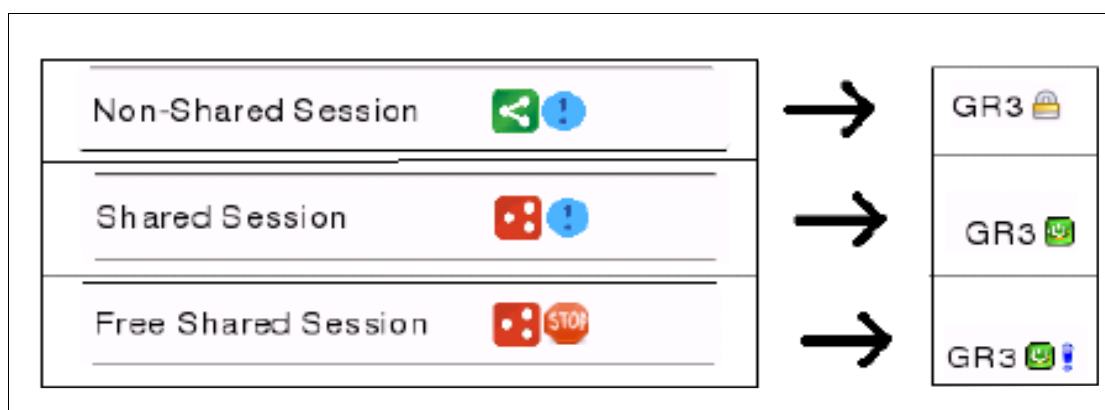 Non-Shared Session ! GR3
Shared Session ! GR3
Free Shared Session STOP GR3 !